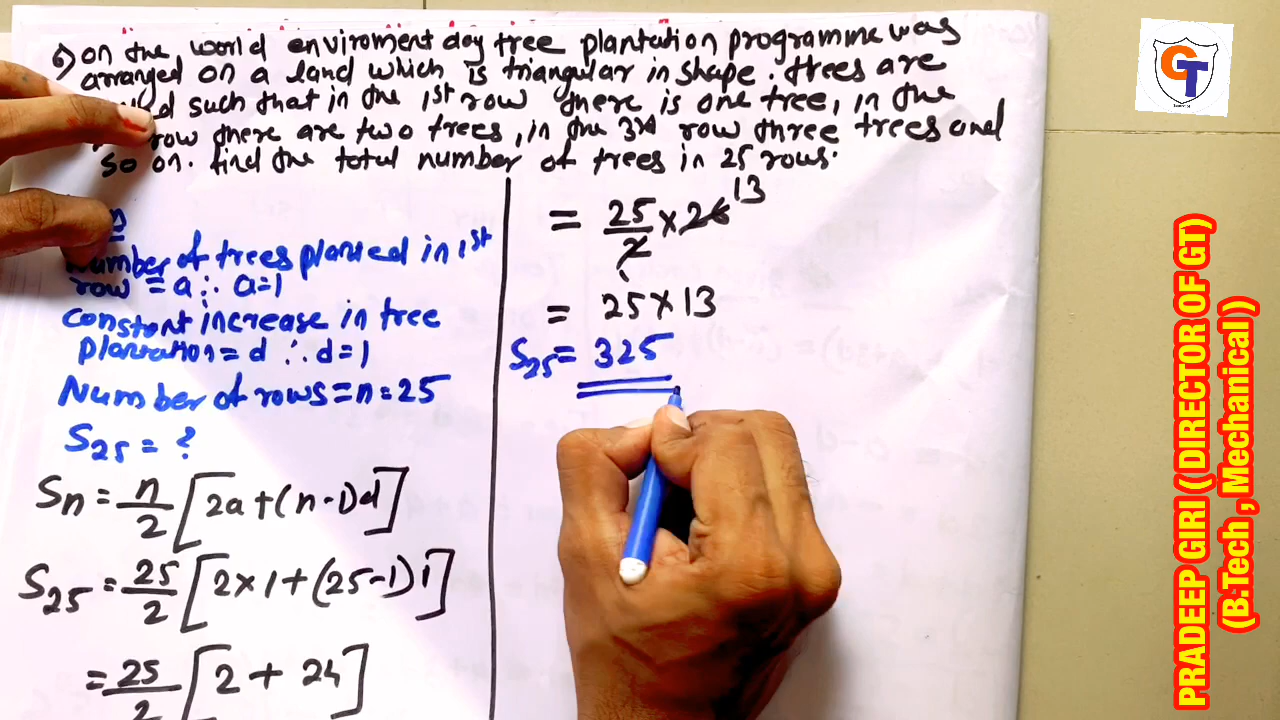 6) on the world enviroment day tree plantation programme was
arranged on a land which is triangular in shape. trees are
such that in the 1st row there is one tree, in the
row there are two trees, in the 3rd row three trees and
so on. find the total number of trees in 25 rows.
Number of trees planted in 1st
row = a ∴ a=1
constant increase in tree
plantation = d ∴ d=1
Number of rows = n = 25
S25 = ?
Sn = n/2 [2a + (n-1)d]
S25 = 25/2 [2×1 + (25-1)1]
= 25/2 [2 + 24]
= 25/2 × 26 13
= 25 × 13
S25 = 325
GT
PRADEEP GIRI (( DIRECTOR OF GT)
(B.Tech , Mechanical ))